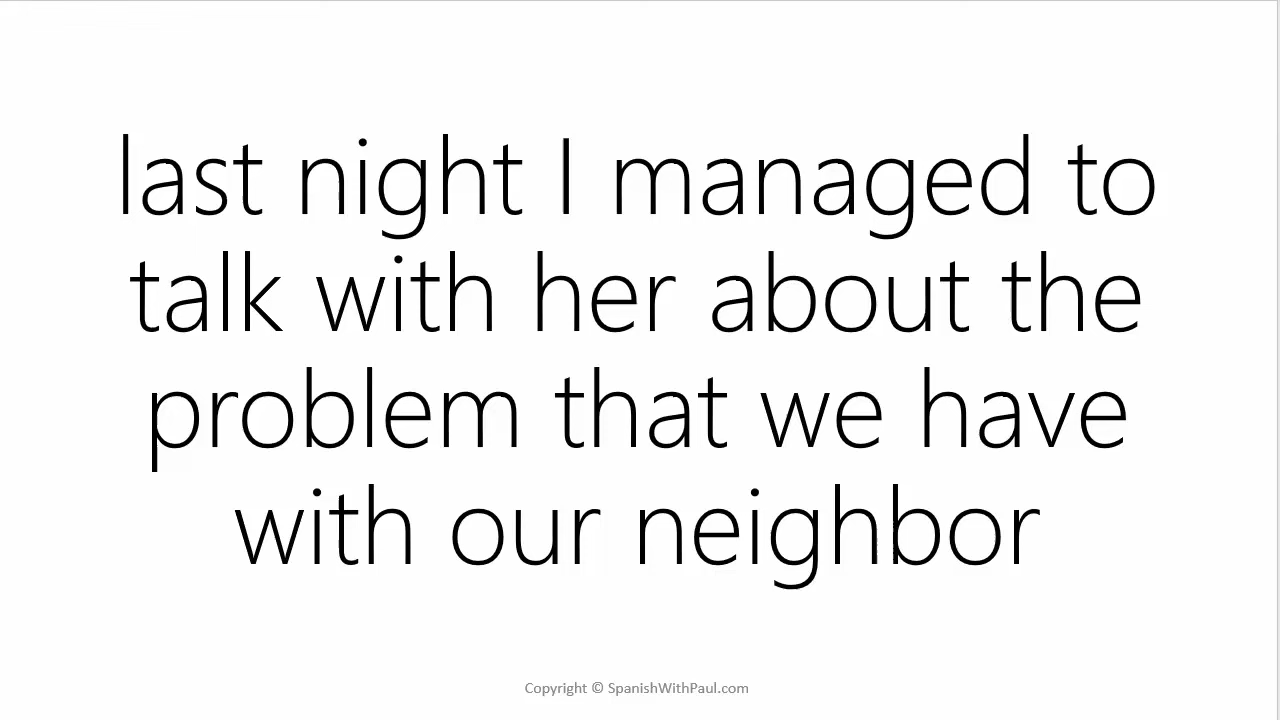 last night I managed to
talk with her about the
problem that we have
with our neighbor
Copyright © SpanishWithPaul.com